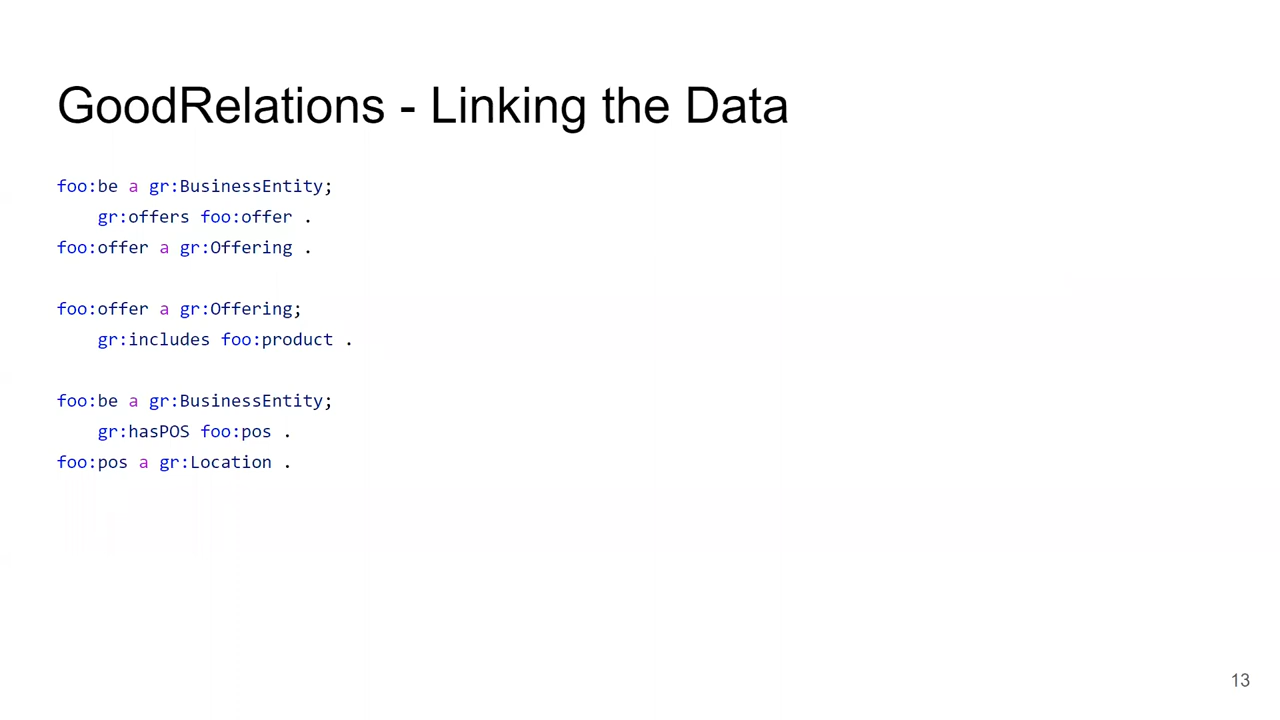 GoodRelations - Linking the Data
foo:be a gr:BusinessEntity;
    gr:offers foo:offer .
foo:offer a gr:Offering .
foo:offer a gr:Offering;
    gr:includes foo:product .
foo:be a gr:BusinessEntity;
    gr:hasPOS foo:pos .
foo:pos a gr:Location .
13